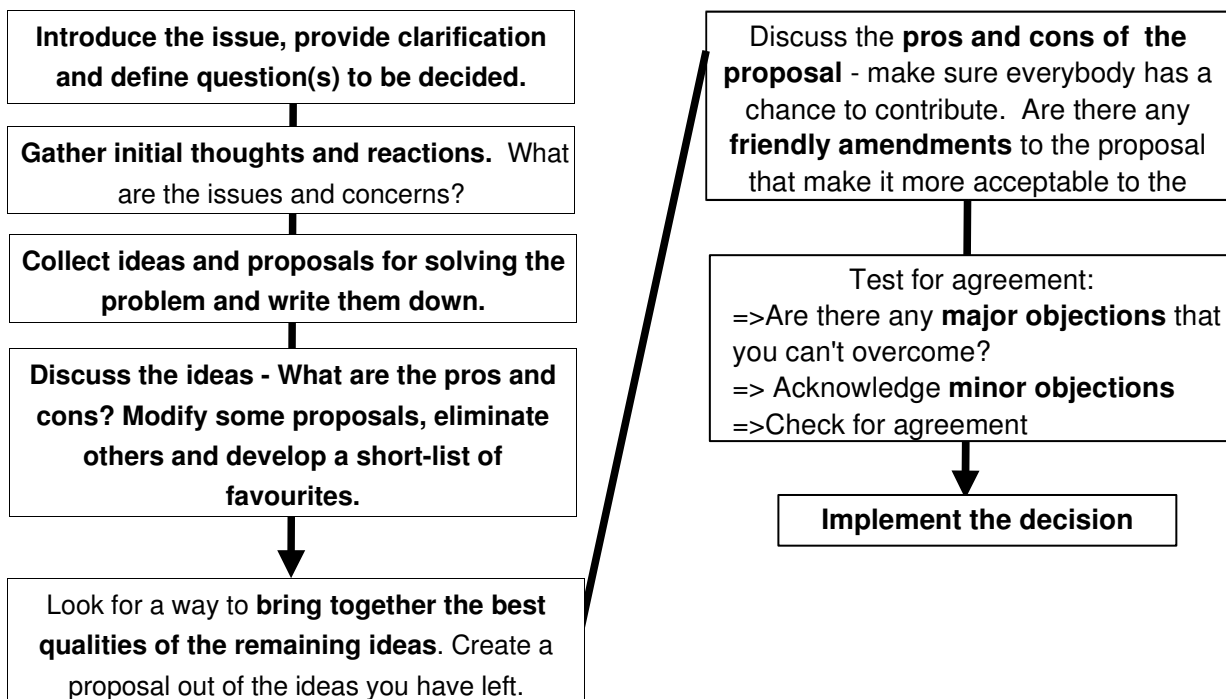 Introduce the issue, provide clarification
and define question(s) to be decided.
Gather initial thoughts and reactions.  What
are the issues and concerns?
Collect ideas and proposals for solving the
problem and write them down.
Discuss the ideas - What are the pros and
cons? Modify some proposals, eliminate
others and develop a short-list of
favourites.
Look for a way to bring together the best
qualities of the remaining ideas. Create a
proposal out of the ideas you have left.
Discuss the pros and cons of  the
proposal - make sure everybody has a
chance to contribute.  Are there any
friendly amendments to the proposal
that make it more acceptable to the
Test for agreement:
=>Are there any major objections that
you can't overcome?
=> Acknowledge minor objections
=>Check for agreement
Implement the decision